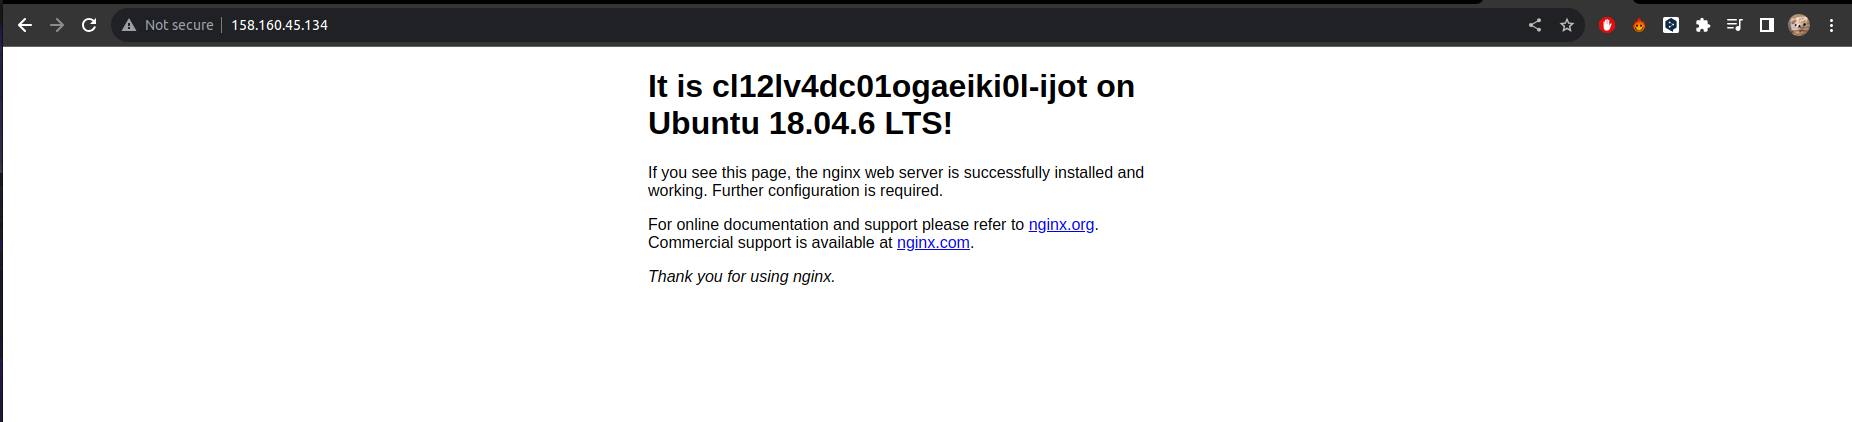 Not secure 158.160.45.134
It is cl12lv4dc01ogaeiki0l-ijot on
Ubuntu 18.04.6 LTS!
If you see this page, the nginx web server is successfully installed and
working. Further configuration is required.
For online documentation and support please refer to nginx.org.
Commercial support is available at nginx.com.
Thank you for using nginx.